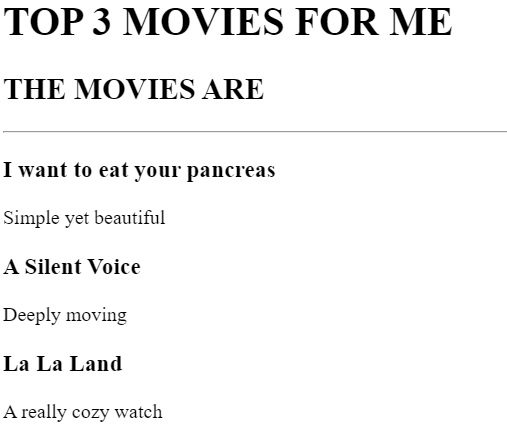 TOP 3 MOVIES FOR ME
THE MOVIES ARE
I want to eat your pancreas
Simple yet beautiful
A Silent Voice
Deeply moving
La La Land
A really cozy watch